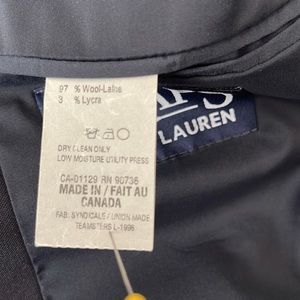 97 % Wool-Laine
3 % Lycra
DRY CLEAN ONLY
LOW MOISTURE UTILITY PRESS
CA-01129 RN 90736
MADE IN / FAIT AU
CANADA
FAB. SYNDICALE / UNION MADE
TEAMSTERS L-1998
LAUREN